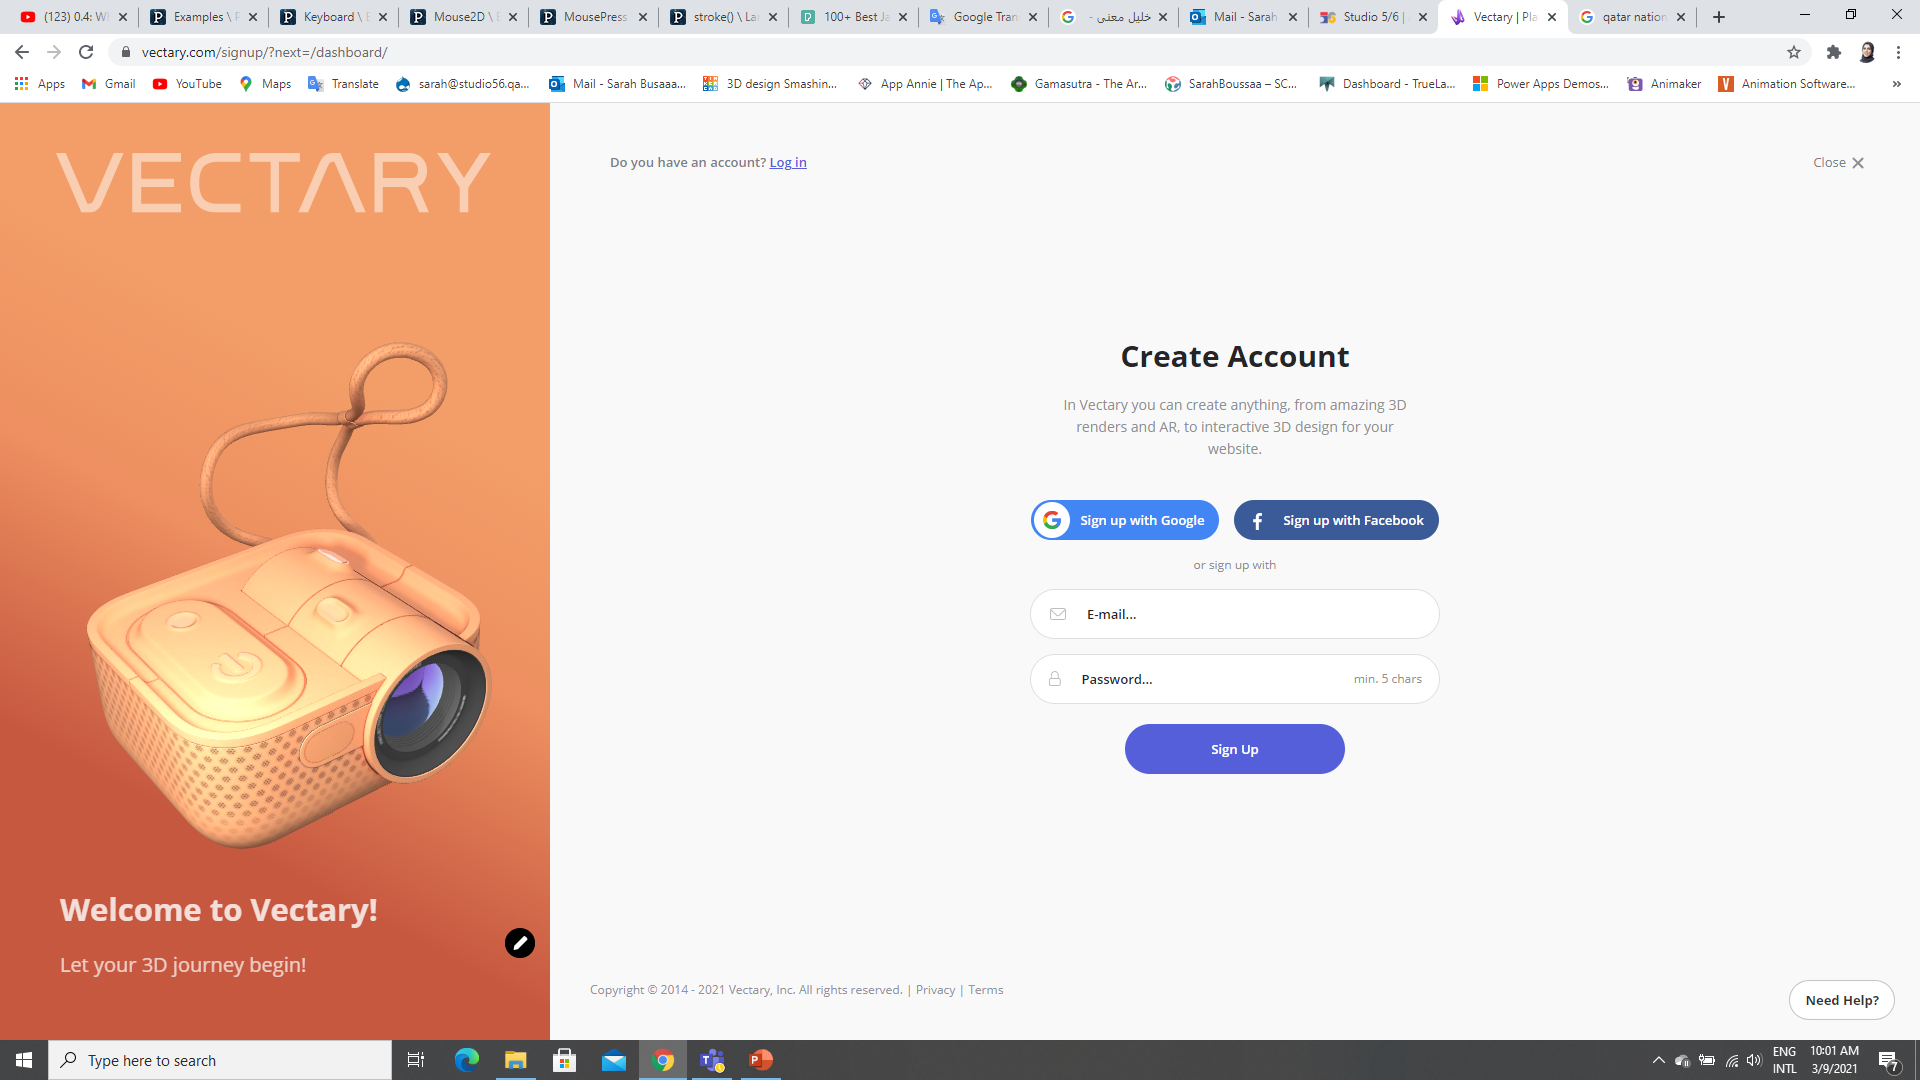 (123) 0.4: W
Examples \
Keyboard \
Mouse2D \
MousePress
stroke() \ La
100+ Best Ja
Google Tran
خليل معنى -
Mail - Sarah
Studio 5/6 |
Vectary | Pla
qatar nation
vectary.com/signup/?next=/dashboard/
Apps
Gmail
YouTube
Maps
Translate
sarah@studio56.qa...
Mail - Sarah Busaaa...
3D design Smashin...
App Annie | The Ap...
Gamasutra - The Ar...
SarahBoussaa – SC...
Dashboard - TrueLa...
Power Apps Demos...
Animaker
Animation Software...
»
VECTARY
Do you have an account? Log in
Close
Create Account
In Vectary you can create anything, from amazing 3D
renders and AR, to interactive 3D design for your
website.
Sign up with Google
Sign up with Facebook
or sign up with
E-mail...
Password...
min. 5 chars
Sign Up
Welcome to Vectary!
Let your 3D journey begin!
Copyright © 2014 - 2021 Vectary, Inc. All rights reserved. | Privacy | Terms
Need Help?
Type here to search
ENG
INTL
10:01 AM
3/9/2021
7